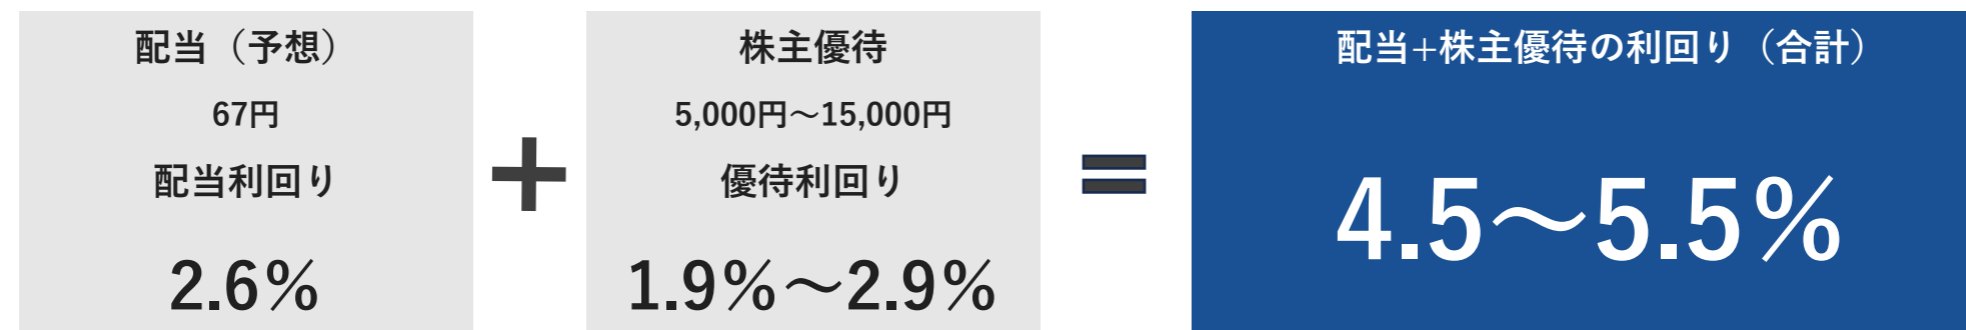 配当（予想）
67円
配当利回り
2.6%
+
株主優待
5,000円～15,000円
優待利回り
1.9%～2.9%
=
配当+株主優待の利回り（合計）
4.5～5.5%